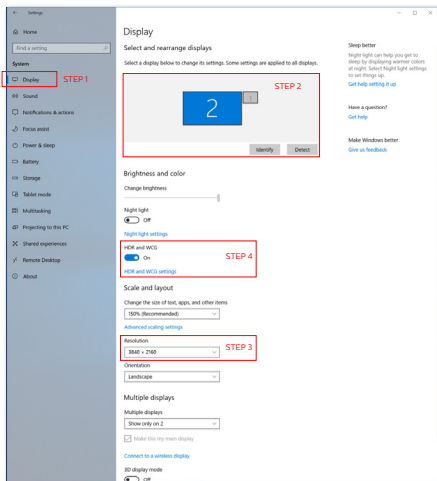 Settings
Home
Find a setting
System
Display
STEP 1
Sound
Notifications & actions
Focus assist
Power & sleep
Battery
Storage
Tablet mode
Multitasking
Projecting to this PC
Shared experiences
Remote Desktop
About
Display
Select and rearrange displays
Select a display below to change its settings. Some settings are applied to all displays.
STEP 2
2
1
Identify
Detect
Brightness and color
Change brightness
Night light
Off
Night light settings
HDR and WCG
On
STEP 4
HDR and WCG settings
Scale and layout
Change the size of text, apps, and other items
150% (Recommended)
Advanced scaling settings
Resolution
3840 × 2160
STEP 3
Orientation
Landscape
Multiple displays
Multiple displays
Show only on 2
Make this my main display
Connect to a wireless display
3D display mode
Off
Sleep better
Night light can help you get to
sleep by displaying warmer colors
at night. Select Night light settings
to set things up.
Get help setting it up
Have a question?
Get help
Make Windows better
Give us feedback